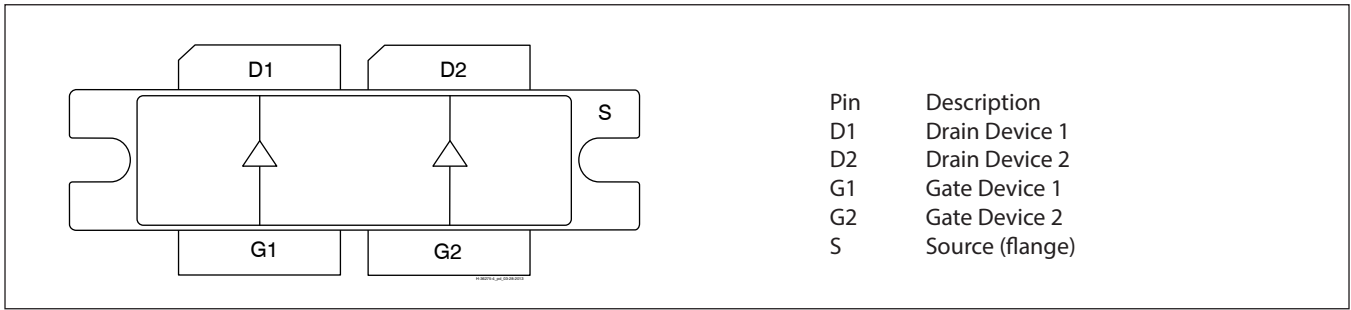 D1
D2
S
G1
G2
Pin Description
D1 Drain Device 1
D2 Drain Device 2
G1 Gate Device 1
G2 Gate Device 2
S Source (flange)